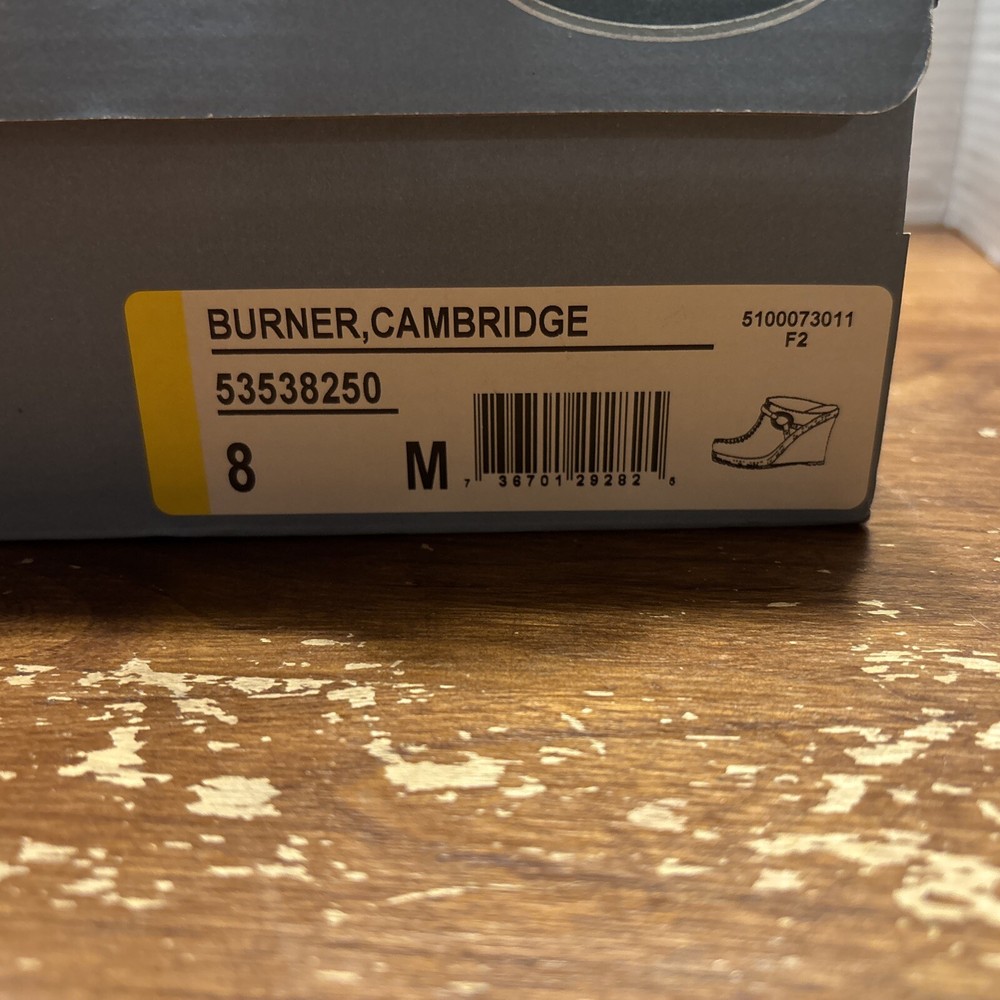 BURNER,CAMBRIDGE
5100073011
F2
53538250
8 M
7 36701 29282 5